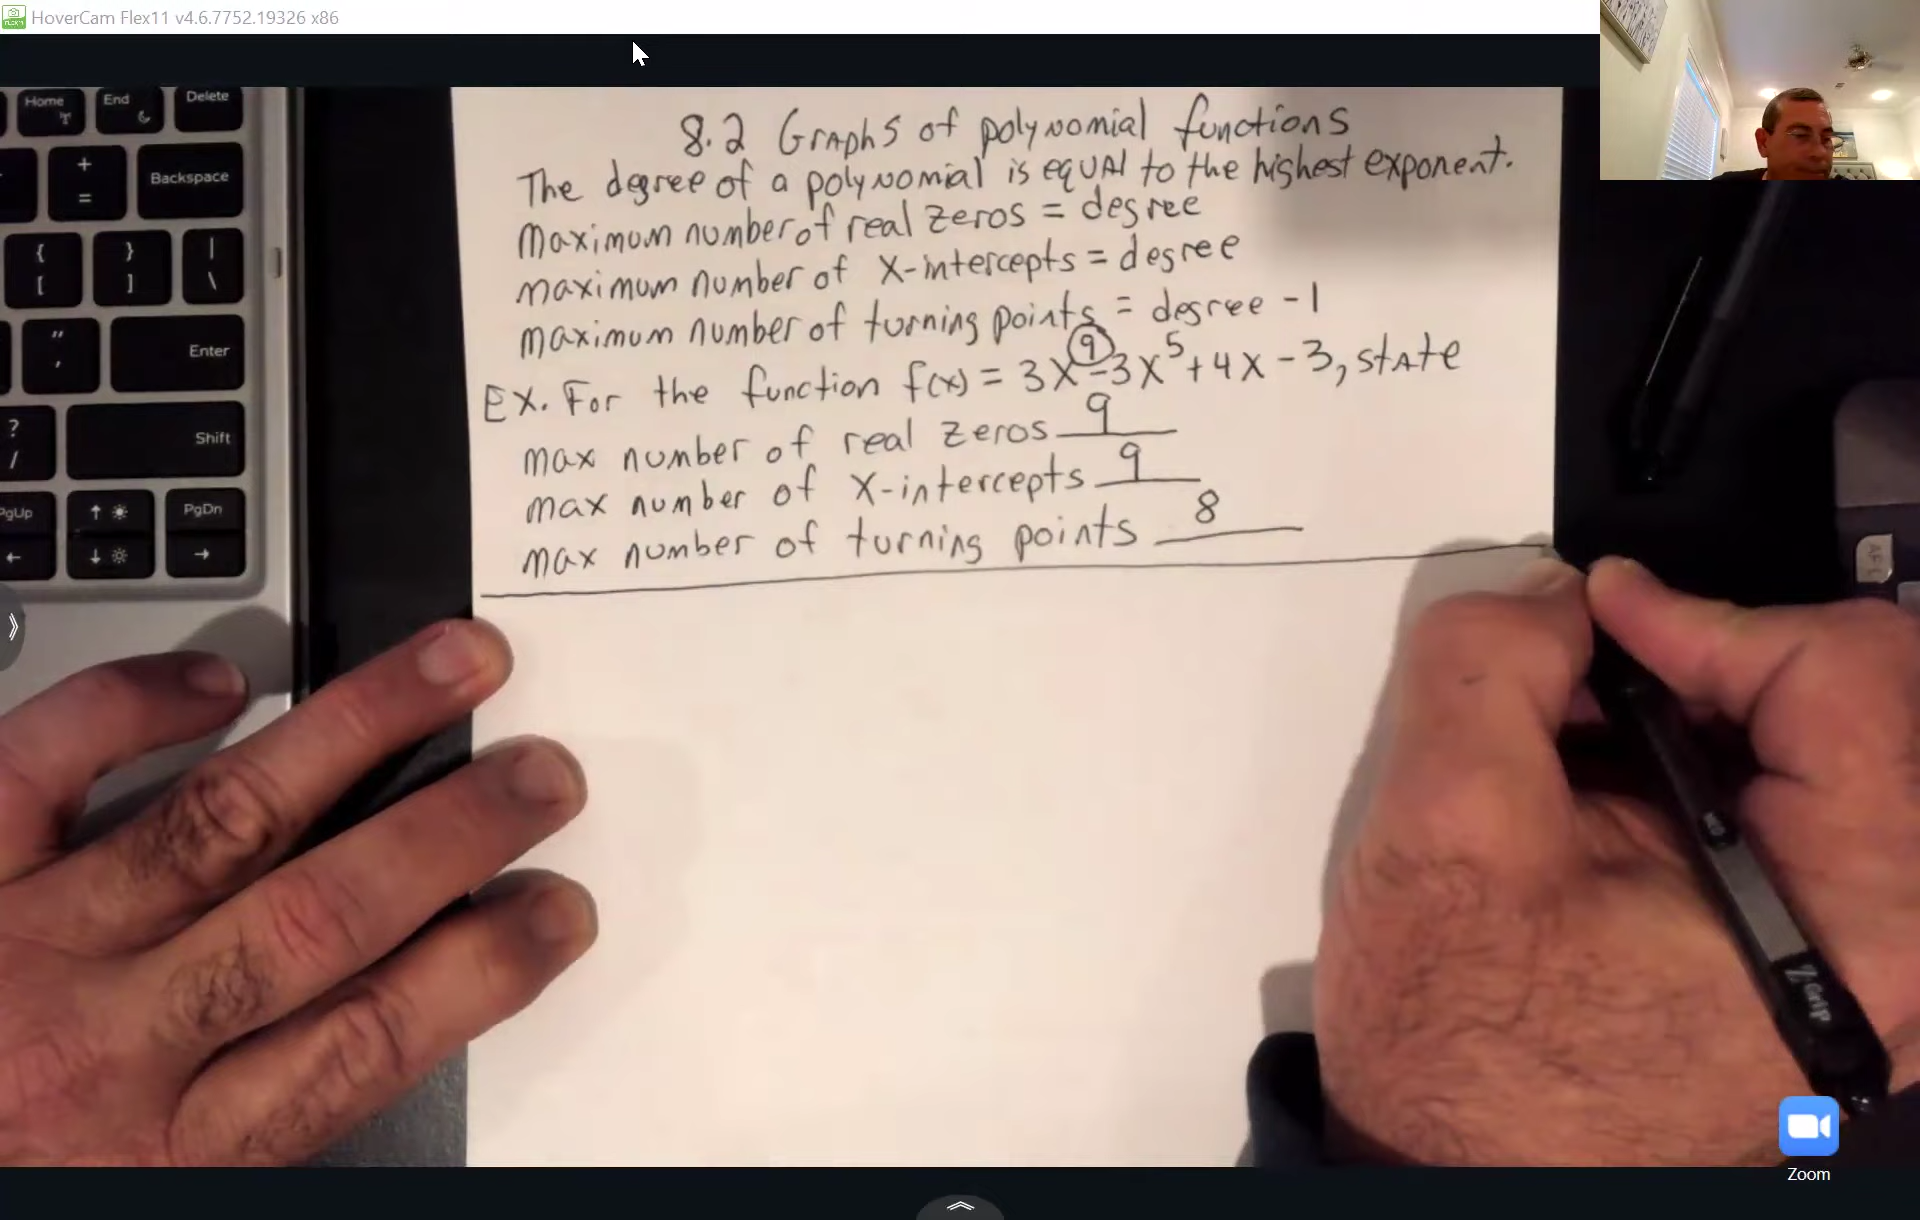 HoverCam Flex11 v4.6.7752.19326 x86
Home
End
Delete
+
=
Backspace
{
[
}
]
|
\
"
,
Enter
?
/
Shift
PgUp
PgDn
8.2 Graphs of polynomial functions
The degree of a polynomial is equal to the highest exponent.
Maximum number of real zeros = degree
maximum number of x-intercepts = degree
maximum number of turning points = degree -1
Ex. For the function f(x) = 3x⁹-3x⁵+4x-3, state
max number of real zeros 9
max number of x-intercepts 9
max number of turning points 8
Z Grip
Zoom